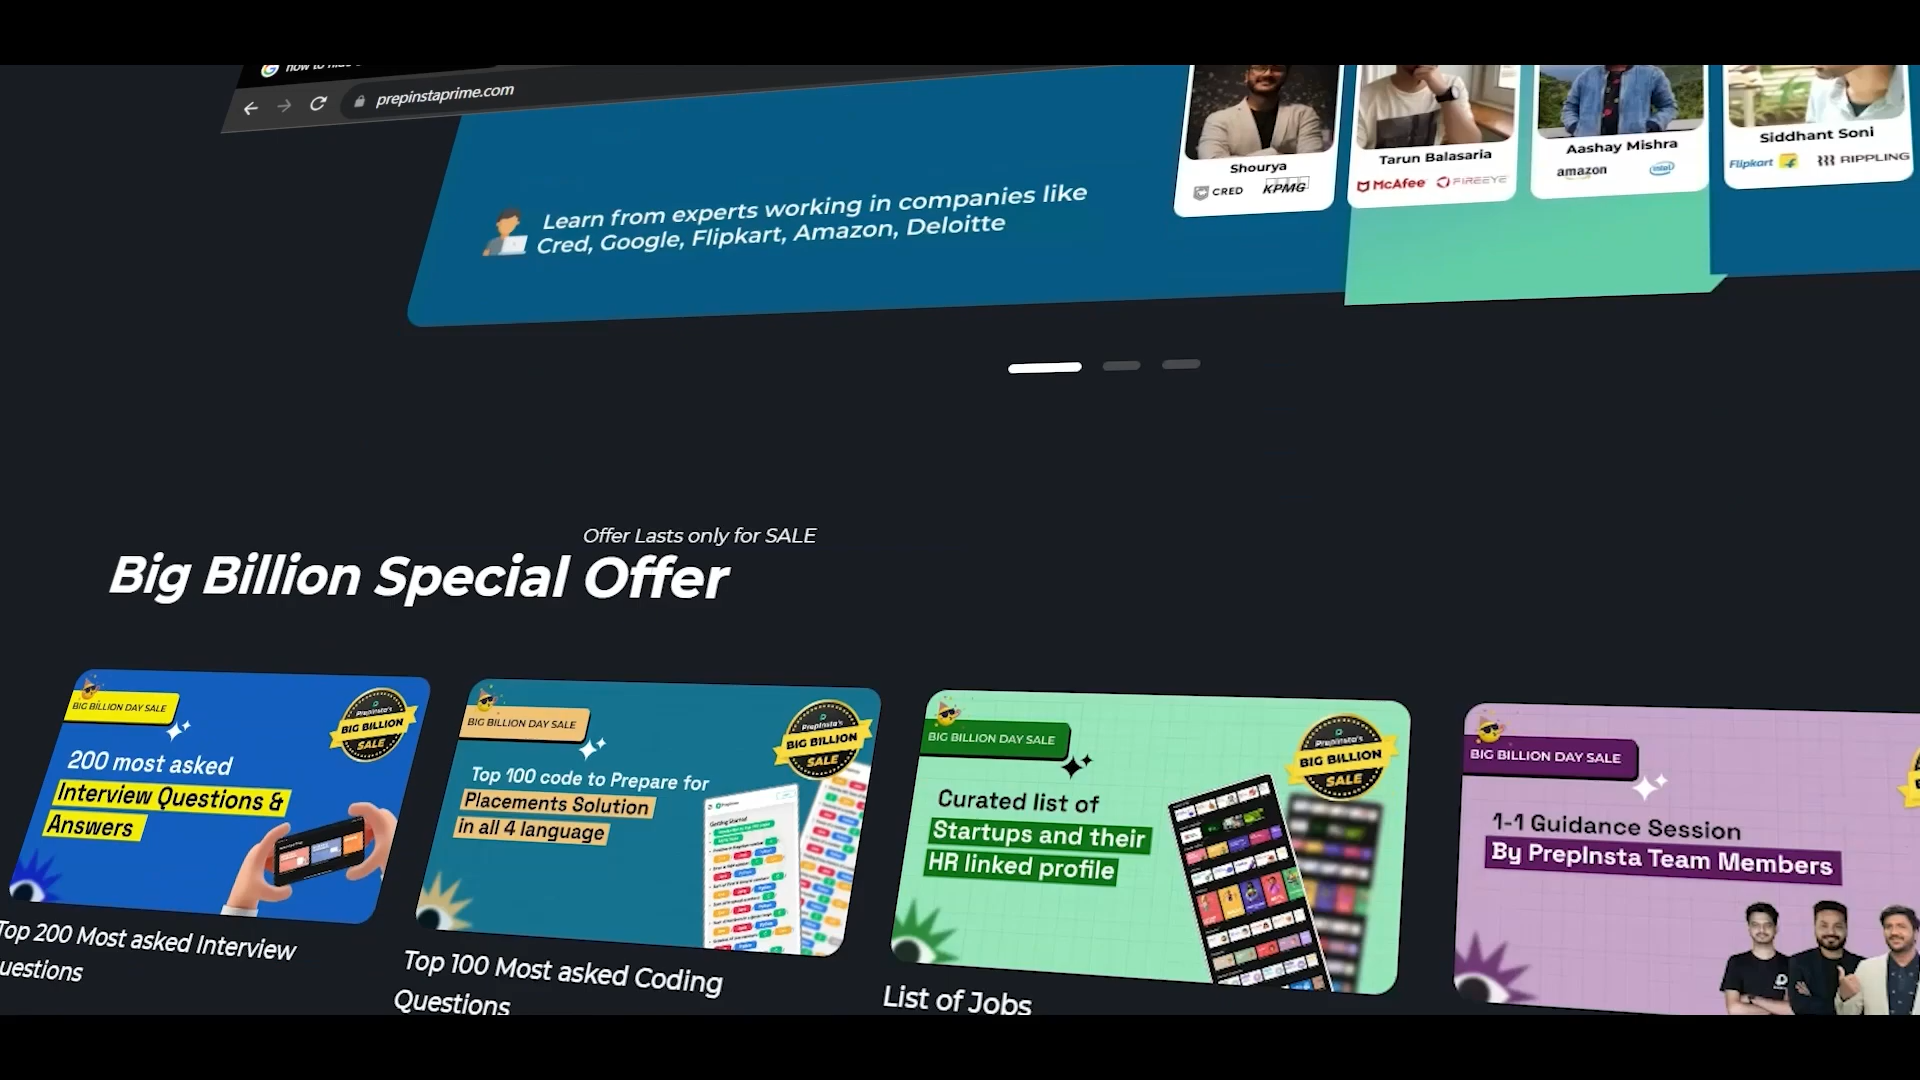 prepinstaprime.com
Learn from experts working in companies like
Cred, Google, Flipkart, Amazon, Deloitte
Shourya
CRED KPMG
Tarun Balasaria
McAfee FIREEYE
Aashay Mishra
amazon intel
Siddhant Soni
Flipkart RIPPLING
Offer Lasts only for SALE
Big Billion Special Offer
BIG BILLION DAY SALE
PrepInsta's
BIG BILLION
SALE
200 most asked
Interview Questions &
Answers
Top 200 Most asked Interview
uestions
BIG BILLION DAY SALE
PrepInsta's
BIG BILLION
SALE
Top 100 code to Prepare for
Placements Solution
in all 4 language
Top 100 Most asked Coding
Questions
BIG BILLION DAY SALE
PrepInsta's
BIG BILLION
SALE
Curated list of
Startups and their
HR linked profile
List of Jobs
BIG BILLION DAY SALE
1-1 Guidance Session
By PrepInsta Team Members